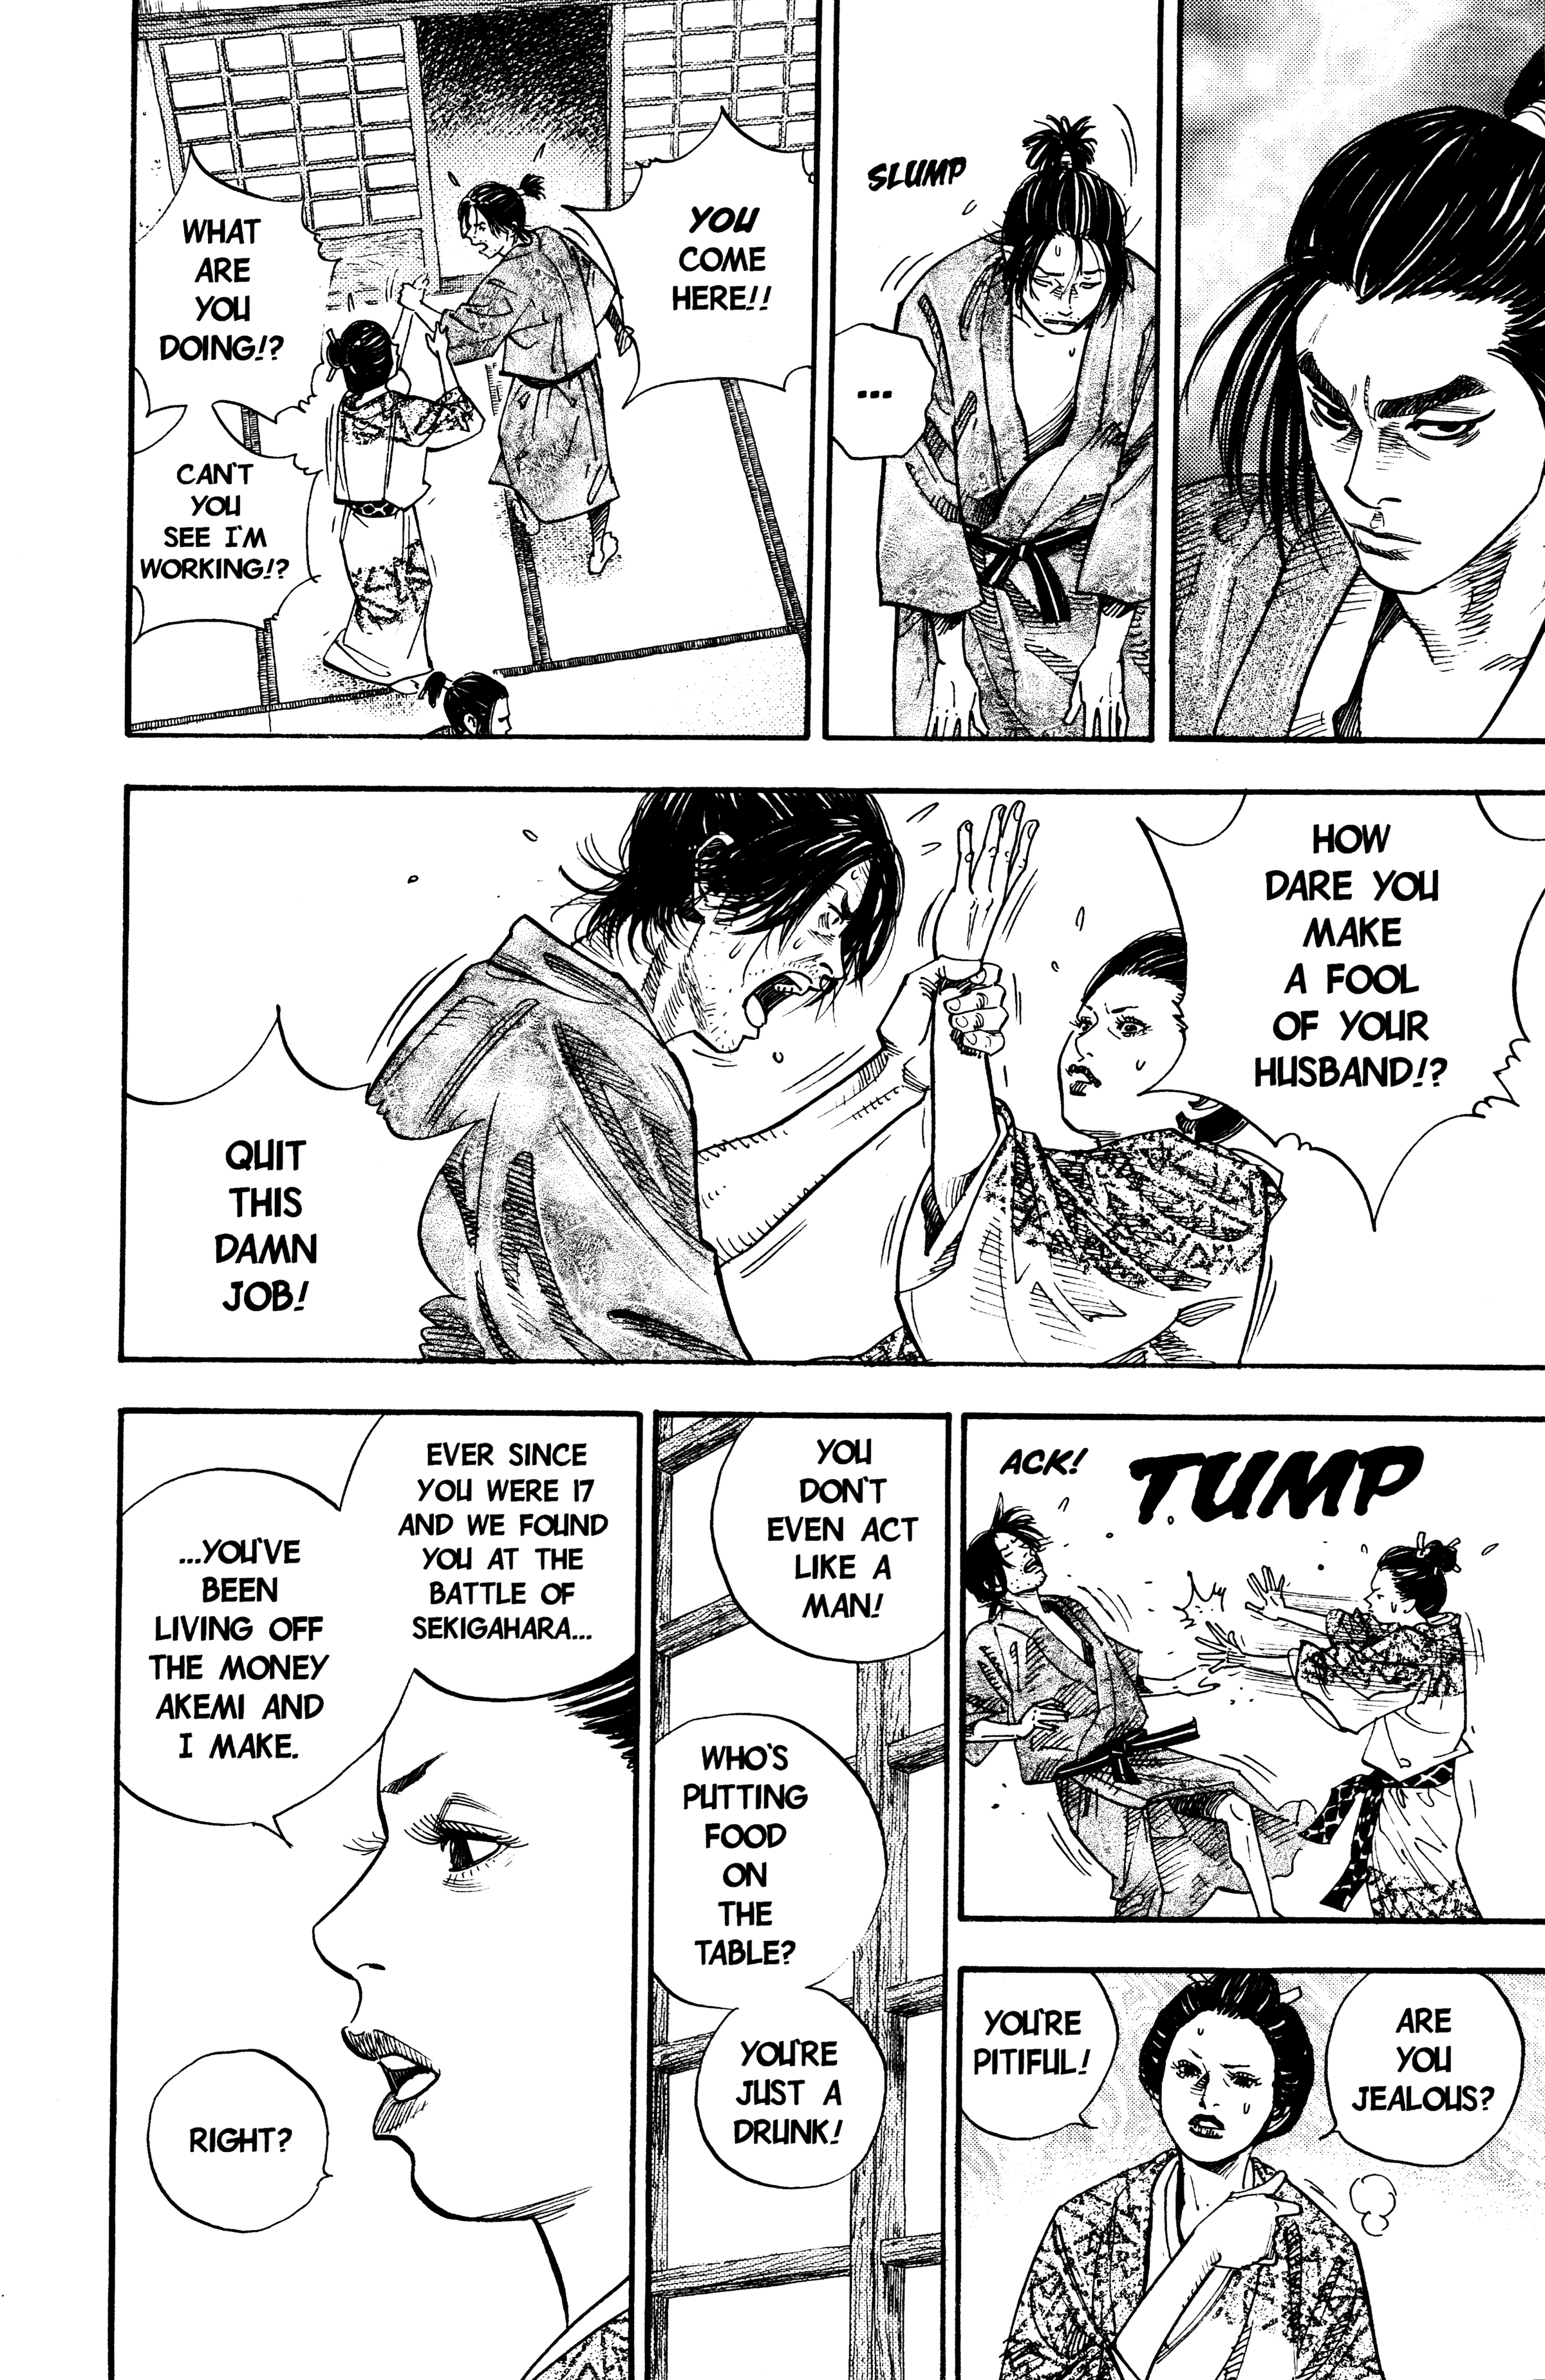 SLUMP
...
YOU
COME
HERE!!
WHAT
ARE
YOU
DOING!?
CAN'T
YOU
SEE I'M
WORKING!?
HOW
DARE YOU
MAKE
A FOOL
OF YOUR
HUSBAND!?
QUIT
THIS
DAMN
JOB!
TUMP
ACK!
ARE
YOU
JEALOUS?
YOU'RE
PITIFUL!
YOU
DON'T
EVEN ACT
LIKE A
MAN!
WHO'S
PUTTING
FOOD
ON
THE
TABLE?
YOU'RE
JUST A
DRUNK!
EVER SINCE
YOU WERE 17
AND WE FOUND
YOU AT THE
BATTLE OF
SEKIGAHARA...
...YOU'VE
BEEN
LIVING OFF
THE MONEY
AKEMI AND
I MAKE.
RIGHT?